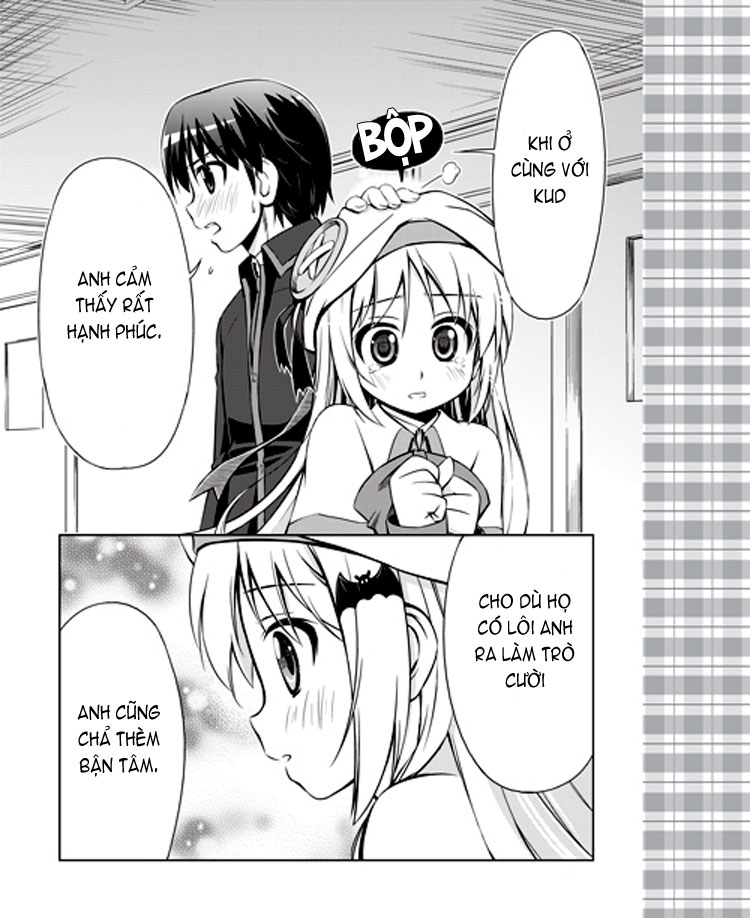 BỘP
KHI Ở
CÙNG VỚI
KUD
ANH CẢM
THẤY RẤT
HẠNH PHÚC.
CHO DÙ HỌ
CÓ LÔI ANH
RA LÀM TRÒ
CƯỜI
ANH CŨNG
CHẢ THÈM
BẬN TÂM.